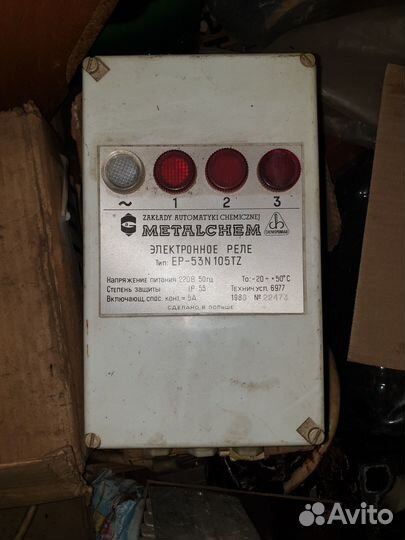 ~ 1 2 3
ZAKŁADY AUTOMATYKI CHEMICZNEJ
METALCHEM
ЭЛЕКТРОННОЕ РЕЛЕ
Тип: EP-53N105TZ
Напряжение питания 220В 50гц То: -20 ÷ +50°C
Степень защиты IP 55 Технич усл. 6977
Включающ. спос. конт. = 5А 1980 № 22474
СДЕЛАНО В ПОЛЬШЕ
Avito